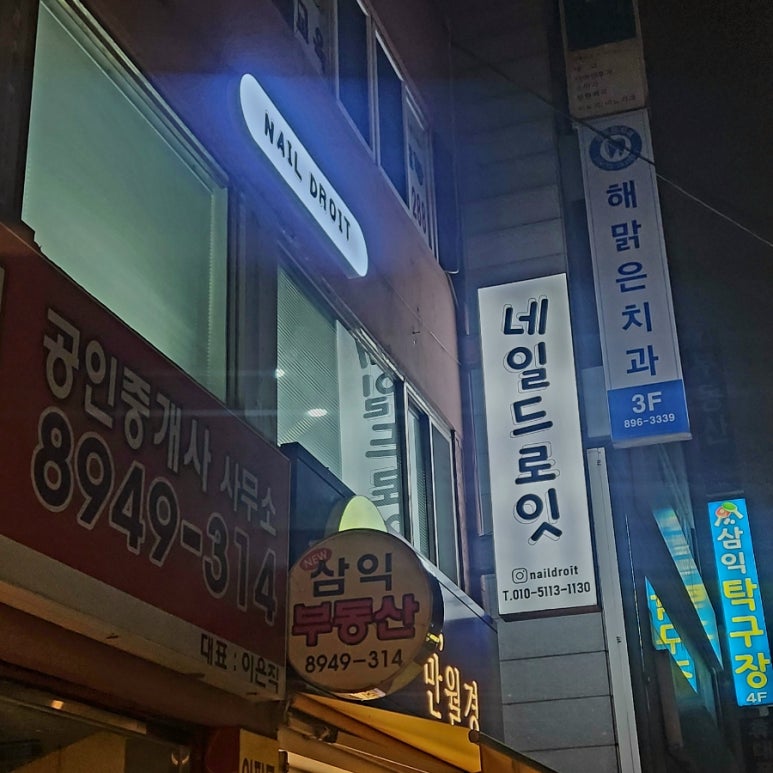 NAIL DROIT
공인중개사 사무소
8949-314
대표 : 이은직
NEW
삼익
부동산
8949-314
만월경
네일드로잇
naildroit
T.010-5113-1130
해맑은치과
3F
896-3339
삼익탁구장
4F